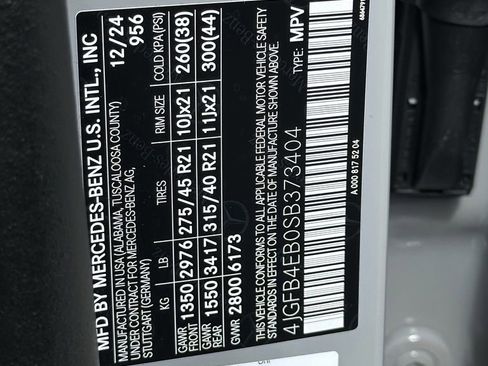 MFD BY MERCEDES-BENZ U.S. INTL., INC
MANUFACTURED IN USA (ALABAMA, TUSCALOOSA COUNTY)
UNDER CONTRACT FOR MERCEDES-BENZ AG,
STUTTGART (GERMANY)
12/24
956
KG LB TIRE SIZE RIM SIZE COLD KPA(PSI)
GAWR FRONT 1350 2976 275/45 R21 10Jx21 260(38)
GAWR REAR 1550 3417 315/40 R21 11Jx21 300(44)
GVWR 2800 6173
THIS VEHICLE CONFORMS TO ALL APPLICABLE FEDERAL MOTOR VEHICLE SAFETY
STANDARDS IN EFFECT ON THE DATE OF MANUFACTURE SHOWN ABOVE.
4JGFB4EB0SB373404
TYPE: MPV
A 000 817 52 04